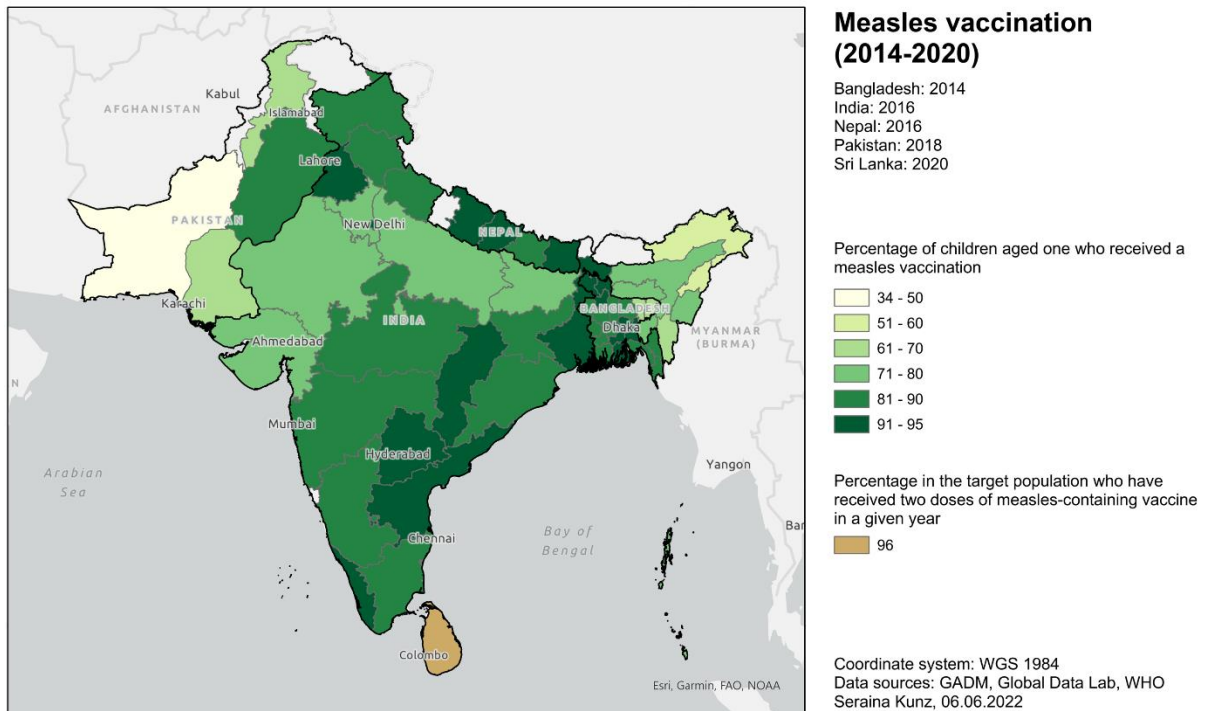 Measles vaccination
(2014-2020)
Bangladesh: 2014
India: 2016
Nepal: 2016
Pakistan: 2018
Sri Lanka: 2020
Percentage of children aged one who received a
measles vaccination
34 - 50
51 - 60
61 - 70
71 - 80
81 - 90
91 - 95
Percentage in the target population who have
received two doses of measles-containing vaccine
in a given year
96
Coordinate system: WGS 1984
Data sources: GADM, Global Data Lab, WHO
Seraina Kunz, 06.06.2022
Kabul
AFGHANISTAN
Islamabad
Lahore
PAKISTAN
New Delhi
NEPAL
Karachi
INDIA
BANGLADESH
Dhaka
Ahmedabad
MYANMAR
(BURMA)
Mumbai
Hyderabad
Yangon
Arabian
Sea
Bay of
Bengal
Chennai
Colombo
Esri, Garmin, FAO, NOAA
N
Ban